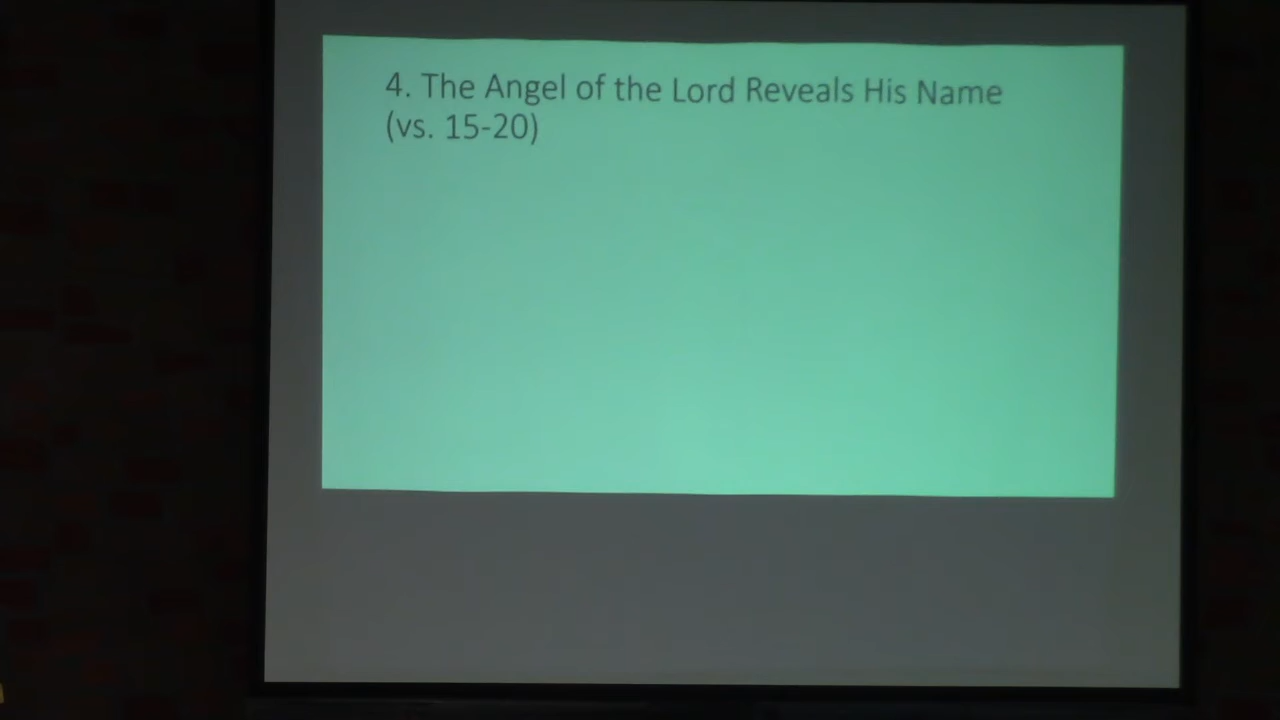 4. The Angel of the Lord Reveals His Name
(vs. 15-20)